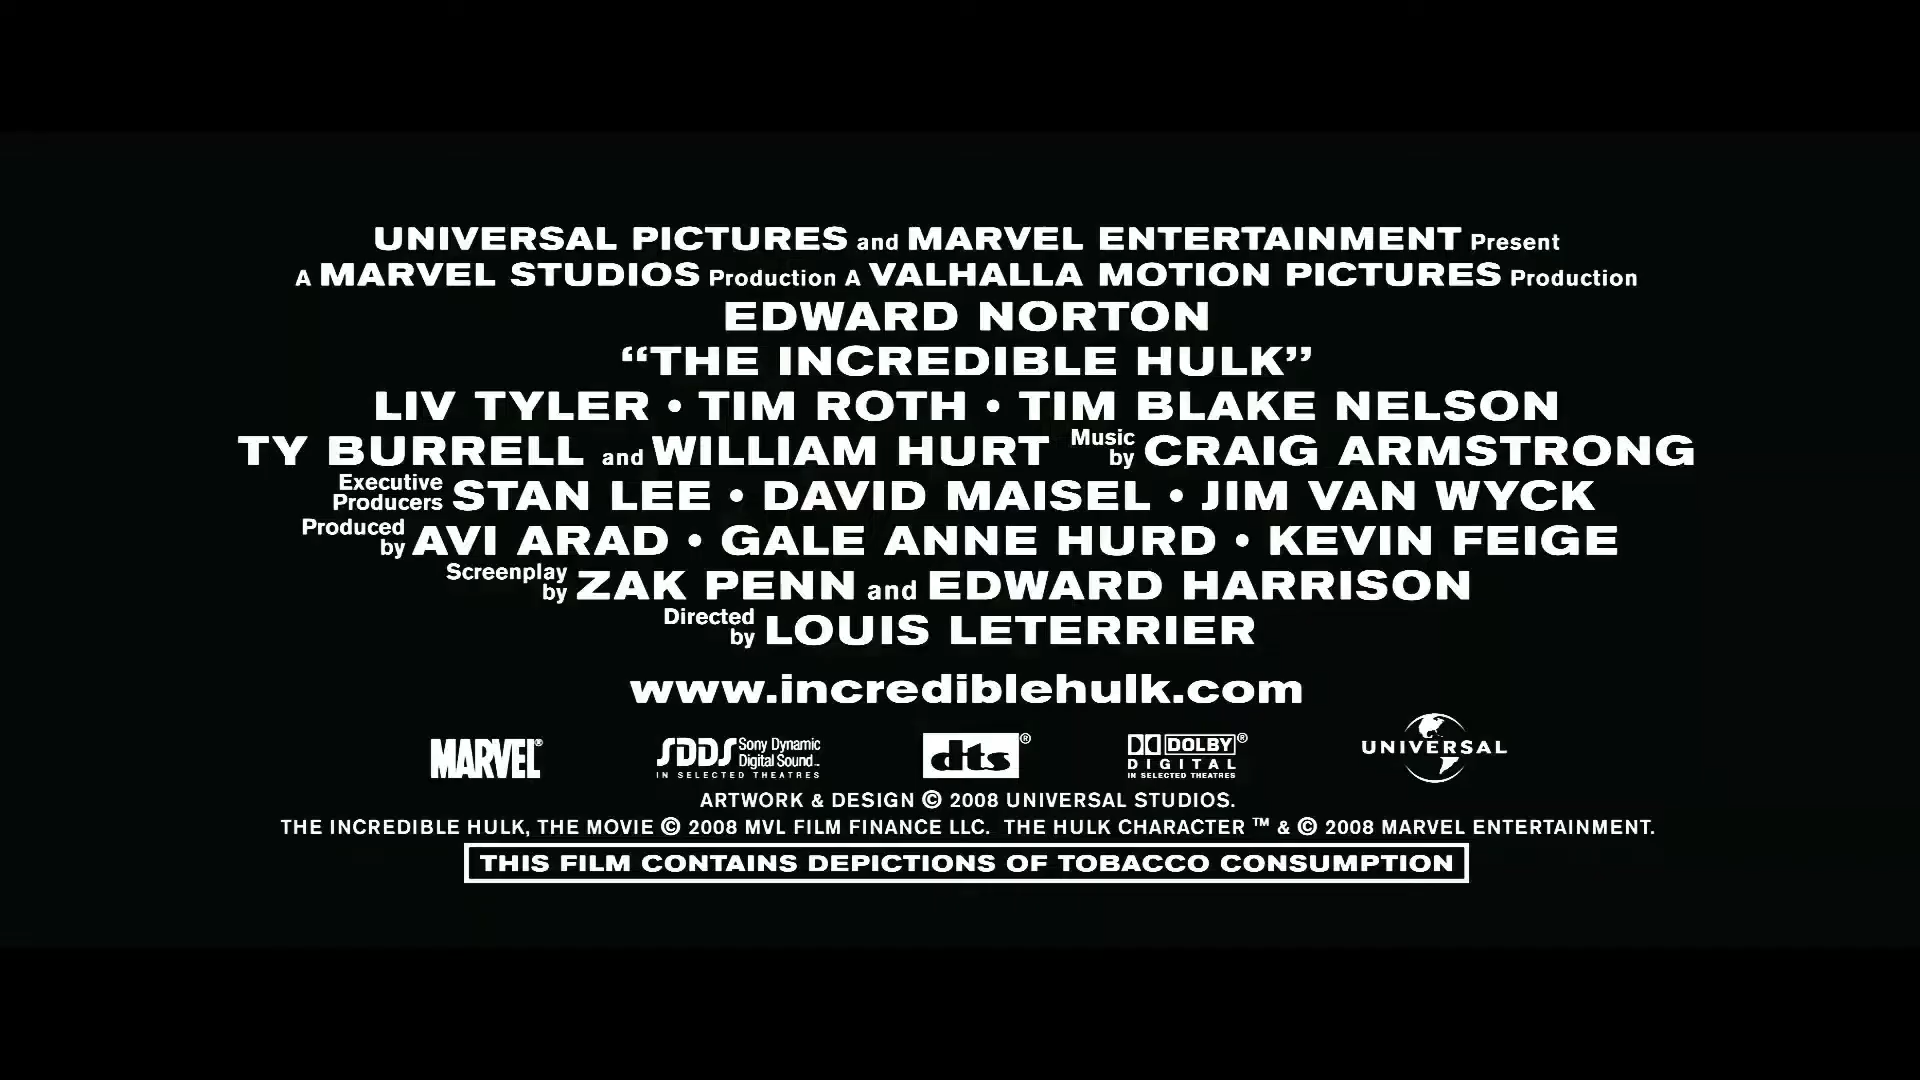 UNIVERSAL PICTURES and MARVEL ENTERTAINMENT Present
A MARVEL STUDIOS Production A VALHALLA MOTION PICTURES Production
EDWARD NORTON
“THE INCREDIBLE HULK”
LIV TYLER • TIM ROTH • TIM BLAKE NELSON
TY BURRELL and WILLIAM HURT Music by CRAIG ARMSTRONG
Executive Producers STAN LEE • DAVID MAISEL • JIM VAN WYCK
Produced by AVI ARAD • GALE ANNE HURD • KEVIN FEIGE
Screenplay by ZAK PENN and EDWARD HARRISON
Directed by LOUIS LETERRIER
www.incrediblehulk.com
MARVEL® SDDS Sony Dynamic Digital Sound™ IN SELECTED THEATRES dts® DOLBY® DIGITAL IN SELECTED THEATRES UNIVERSAL
ARTWORK & DESIGN © 2008 UNIVERSAL STUDIOS.
THE INCREDIBLE HULK, THE MOVIE © 2008 MVL FILM FINANCE LLC. THE HULK CHARACTER ™ & © 2008 MARVEL ENTERTAINMENT.
THIS FILM CONTAINS DEPICTIONS OF TOBACCO CONSUMPTION